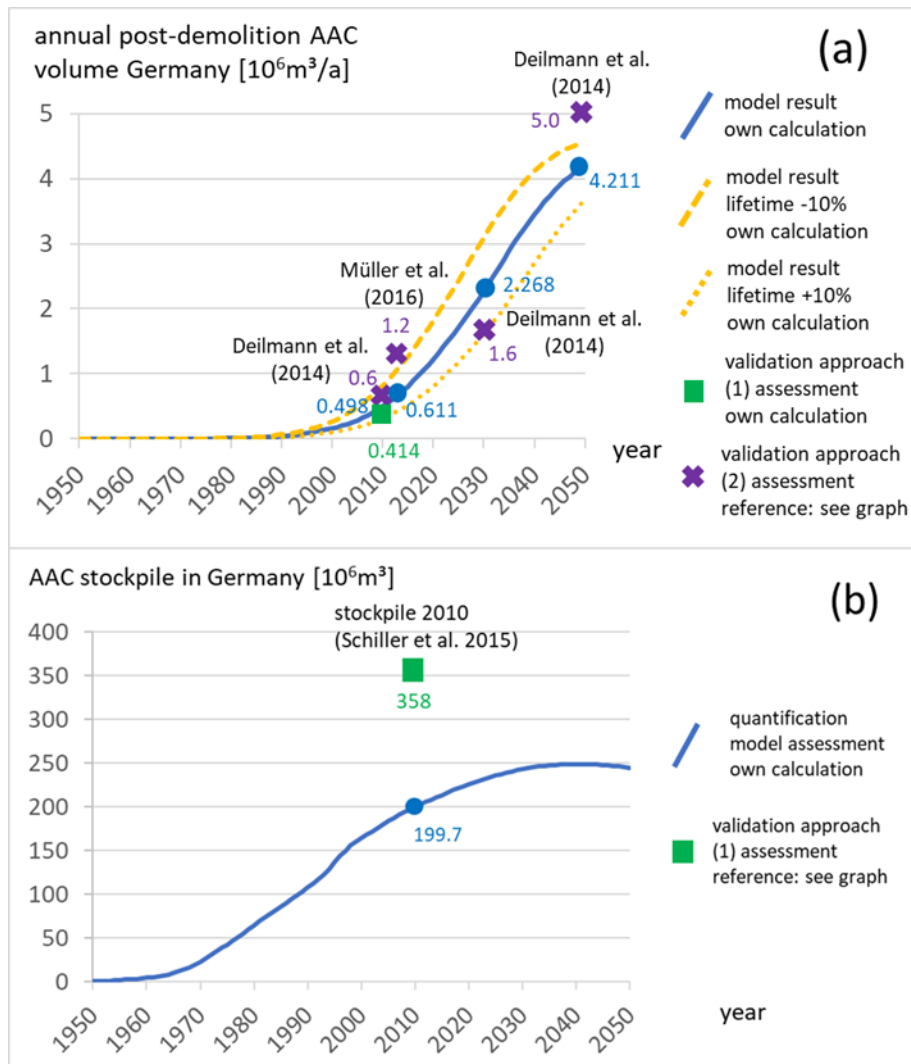 annual post-demolition AAC
volume Germany [10⁶m³/a]
(a)
Deilmann et al.
(2014)
5.0
4.211
Müller et al.
(2016)
1.2
2.268
Deilmann et al.
(2014)
1.6
Deilmann et al.
(2014)
0.6
0.498
0.611
0.414
5
4
3
2
1
0
year
1950
1960
1970
1980
1990
2000
2010
2020
2030
2040
2050
model result
own calculation
model result
lifetime -10%
own calculation
model result
lifetime +10%
own calculation
validation approach
(1) assessment
own calculation
validation approach
(2) assessment
reference: see graph
AAC stockpile in Germany [10⁶m³]
(b)
stockpile 2010
(Schiller et al. 2015)
358
199.7
400
350
300
250
200
150
100
50
0
1950
1960
1970
1980
1990
2000
2010
2020
2030
2040
2050
year
quantification
model assessment
own calculation
validation approach
(1) assessment
reference: see graph